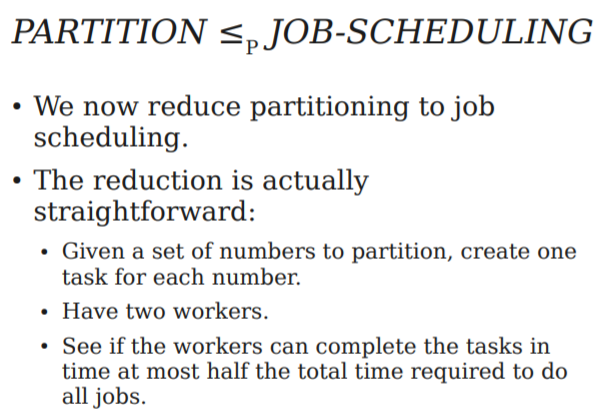 PARTITION ≤P JOB-SCHEDULING
• We now reduce partitioning to job
scheduling.
• The reduction is actually
straightforward:
• Given a set of numbers to partition, create one
task for each number.
• Have two workers.
• See if the workers can complete the tasks in
time at most half the total time required to do
all jobs.